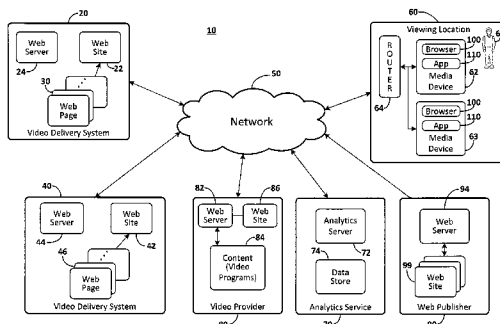 10
20
Web Server
24
Web Site
22
30
Web Page
Video Delivery System
50
Network
60
Viewing Location
ROUTER
64
100
Browser
110
App
Media Device
62
100
Browser
110
App
Media Device
63
40
Web Server
44
Web Site
42
46
Web Page
Video Delivery System
82
Web Server
86
Web Site
84
Content (Video Programs)
Video Provider
Analytics Server
72
74
Data Store
Analytics Service
94
Web Server
99
Web Site
Web Publisher